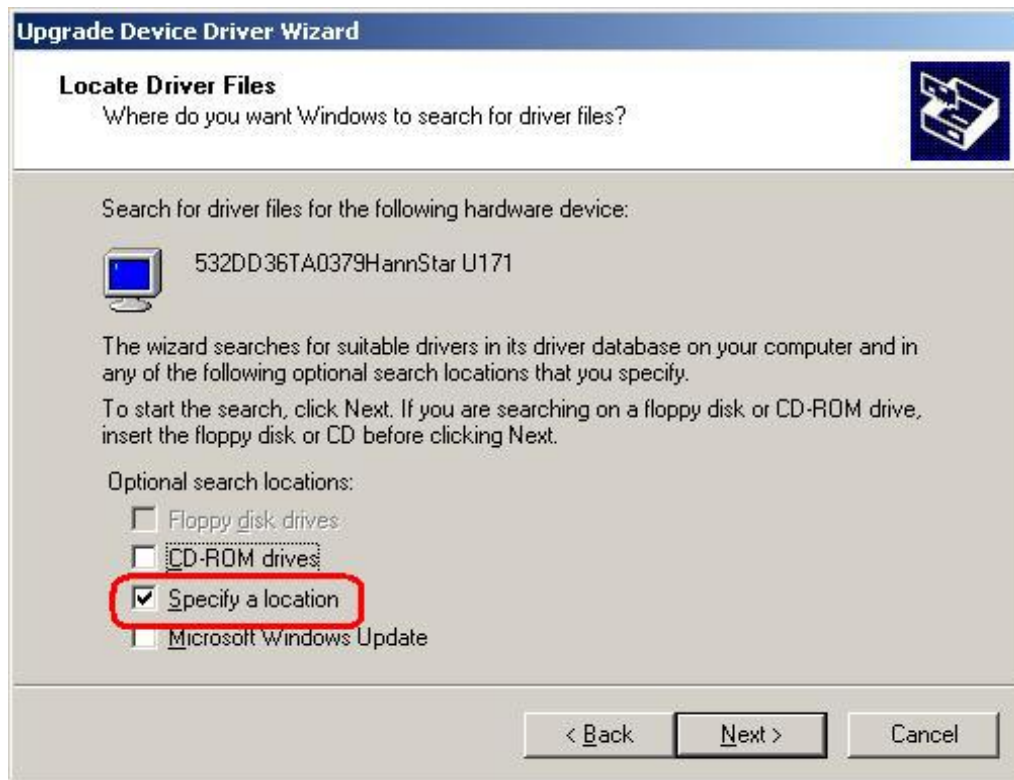 Upgrade Device Driver Wizard
Locate Driver Files
Where do you want Windows to search for driver files?
Search for driver files for the following hardware device:
532DD36TA0379HannStar U171
The wizard searches for suitable drivers in its driver database on your computer and in
any of the following optional search locations that you specify.
To start the search, click Next. If you are searching on a floppy disk or CD-ROM drive,
insert the floppy disk or CD before clicking Next.
Optional search locations:
Floppy disk drives
CD-ROM drives
Specify a location
Microsoft Windows Update
< Back Next > Cancel